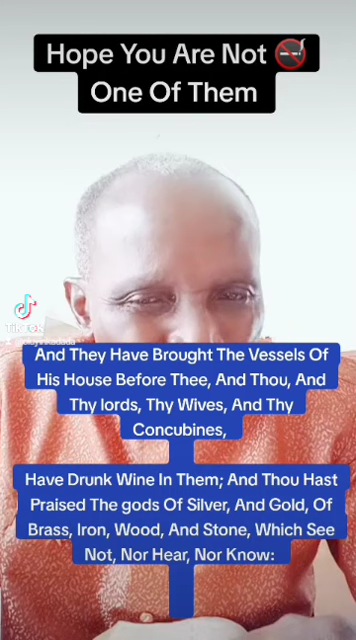 Hope You Are Not 🚭
One Of Them
TikTok
And They Have Brought The Vessels Of
His House Before Thee, And Thou, And
Thy lords, Thy Wives, And Thy
Concubines,
Have Drunk Wine In Them; And Thou Hast
Praised The gods Of Silver, And Gold, Of
Brass, Iron, Wood, And Stone, Which See
Not, Nor Hear, Nor Know: